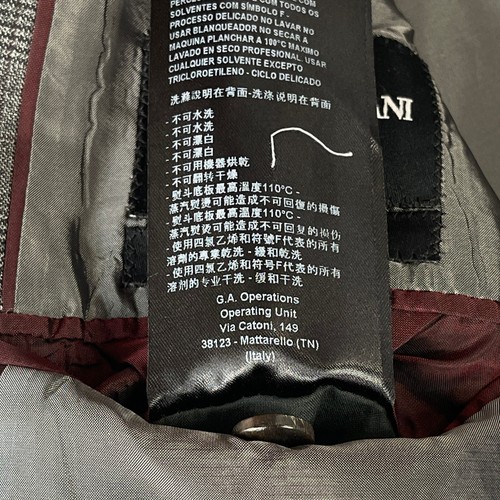 SOLVENTES COM SÍMBOLO F -
PROCESSO DELICADO NO LAVAR NO
USAR BLANQUEADOR NO SECAR A
MAQUINA PLANCHAR A 100°C MAXIMO
LAVADO EN SECO PROFESIONAL. USAR
CUALQUIER SOLVENTE EXCEPTO
TRICLOROETILENO - CICLO DELICADO
洗滌說明在背面-洗涤说明在背面
- 不可水洗
- 不可水洗
- 不可漂白
- 不可漂白
- 不可用機器烘乾
- 不可翻转干燥
- 熨斗底板最高溫度110°C -
蒸汽熨燙可能造成不可回復的損傷
- 熨斗底板最高温度110°C -
蒸汽熨烫可能造成不可回复的损伤
- 使用四氯乙烯和符號F代表的所有
溶劑的專業乾洗 - 緩和乾洗
- 使用四氯乙烯和符号F代表的所有
溶剂的专业干洗 - 缓和干洗
G.A. Operations
Operating Unit
Via Catoni, 149
38123 - Mattarello (TN)
(Italy)
ANI